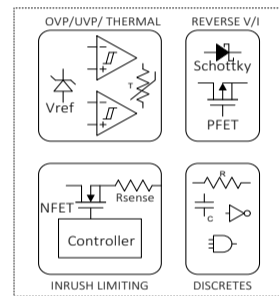 OVP/UVP/ THERMAL
REVERSE V/I
T
Vref
Schottky
PFET
NFET
Rsense
Controller
R
C
INRUSH LIMITING
DISCRETES